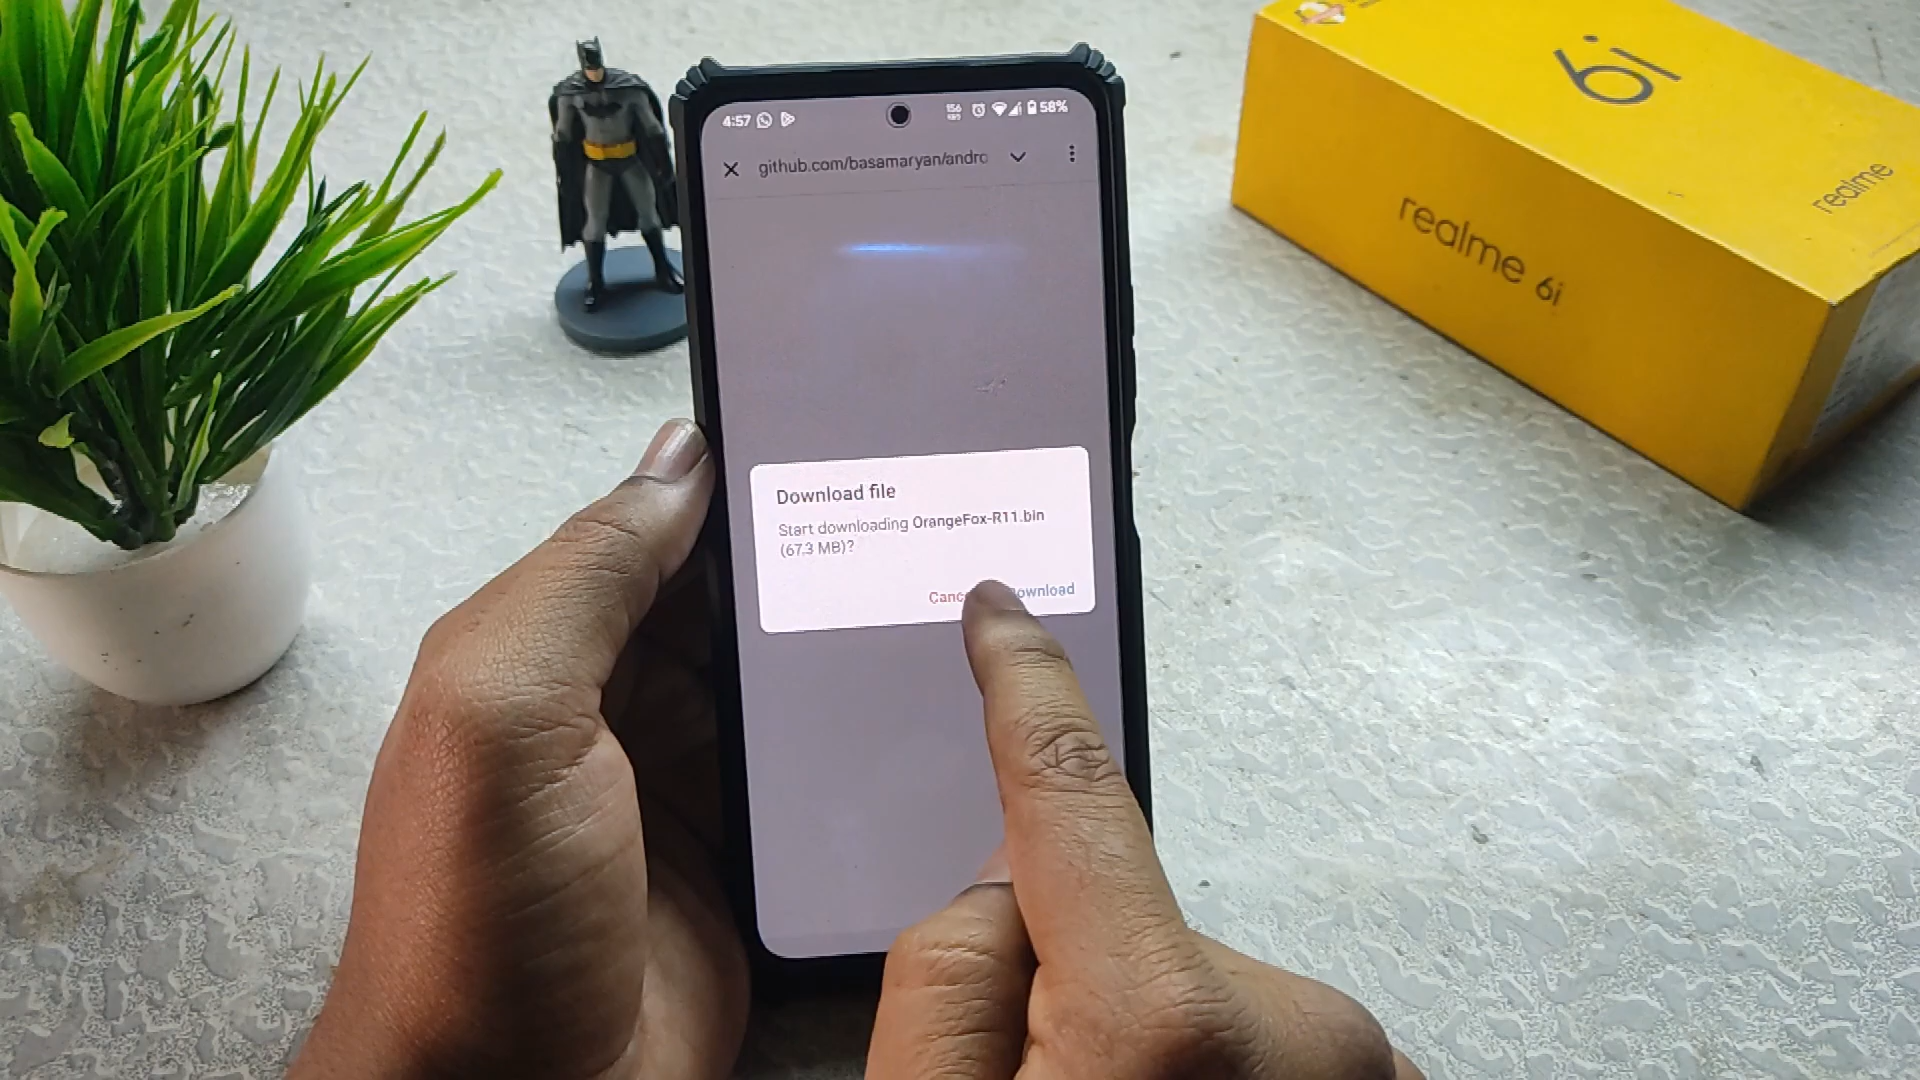 4:57
58%
github.com/basamaryan/andro
Download file
Start downloading OrangeFox-R11.bin
(67.3 MB)?
Download
6i
realme 6i
realme